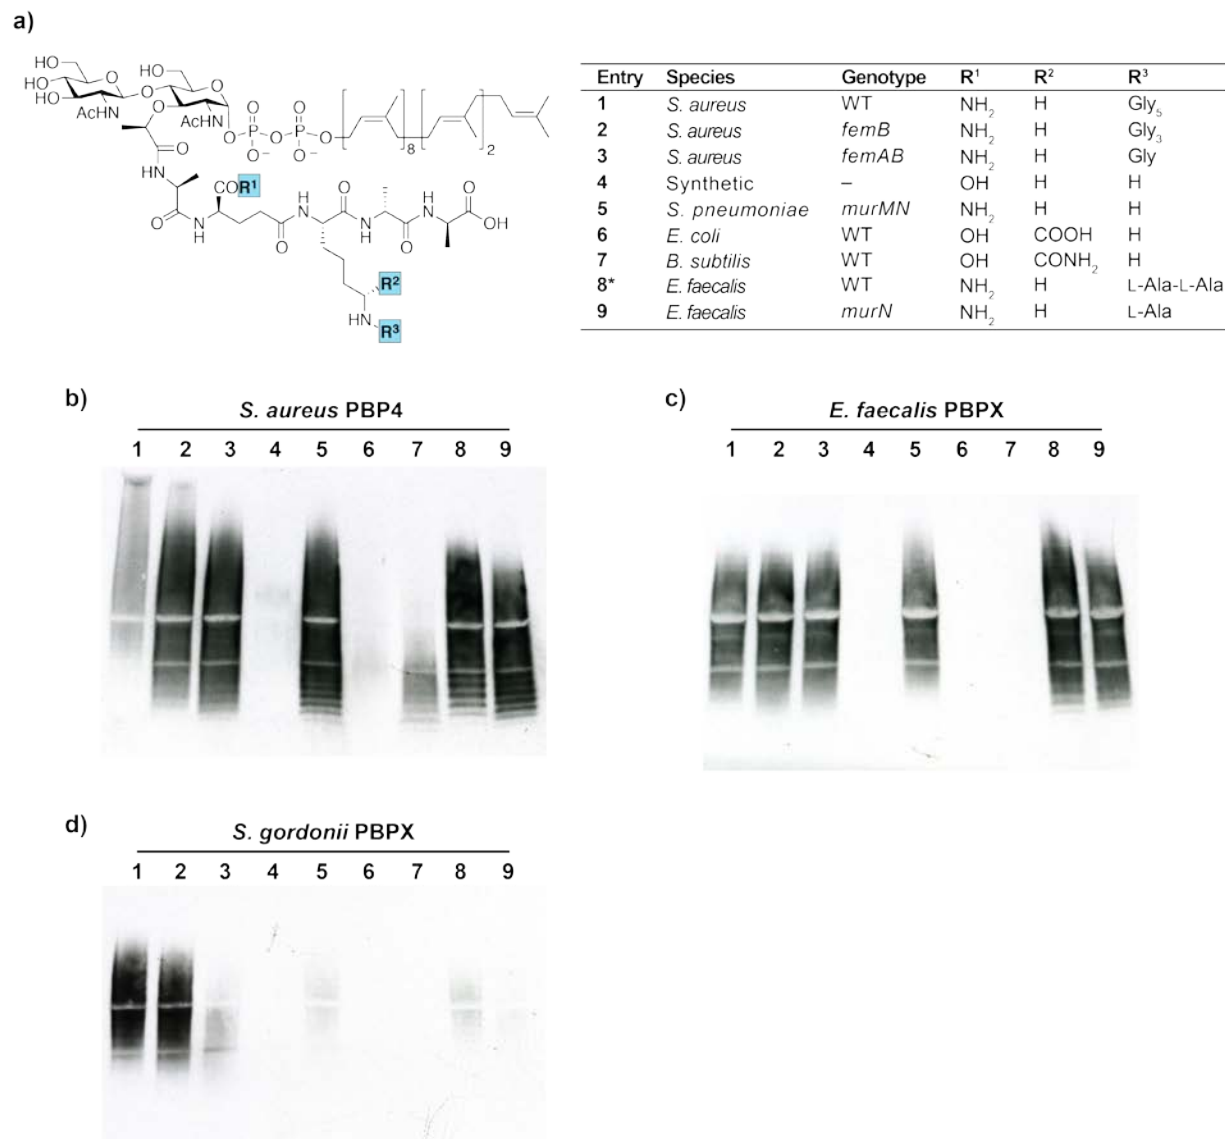 a)
HO
HO
HO
HO
O
HO
O
O
AcHN
O
AcHN
O
O
O
P
O
P
O
O–
O–
8
2
O
HN
O
N
H
COR¹
O
H
N
O
N
H
O
H
N
O
OH
R²
HN
R³
Entry Species Genotype R¹ R² R³
1 S. aureus WT NH₂ H Gly₅
2 S. aureus femB NH₂ H Gly₃
3 S. aureus femAB NH₂ H Gly
4 Synthetic – OH H H
5 S. pneumoniae murMN NH₂ H H
6 E. coli WT OH COOH H
7 B. subtilis WT OH CONH₂ H
8* E. faecalis WT NH₂ H L-Ala-L-Ala
9 E. faecalis murN NH₂ H L-Ala
b)
S. aureus PBP4
1 2 3 4 5 6 7 8 9
c)
E. faecalis PBPX
1 2 3 4 5 6 7 8 9
d)
S. gordonii PBPX
1 2 3 4 5 6 7 8 9